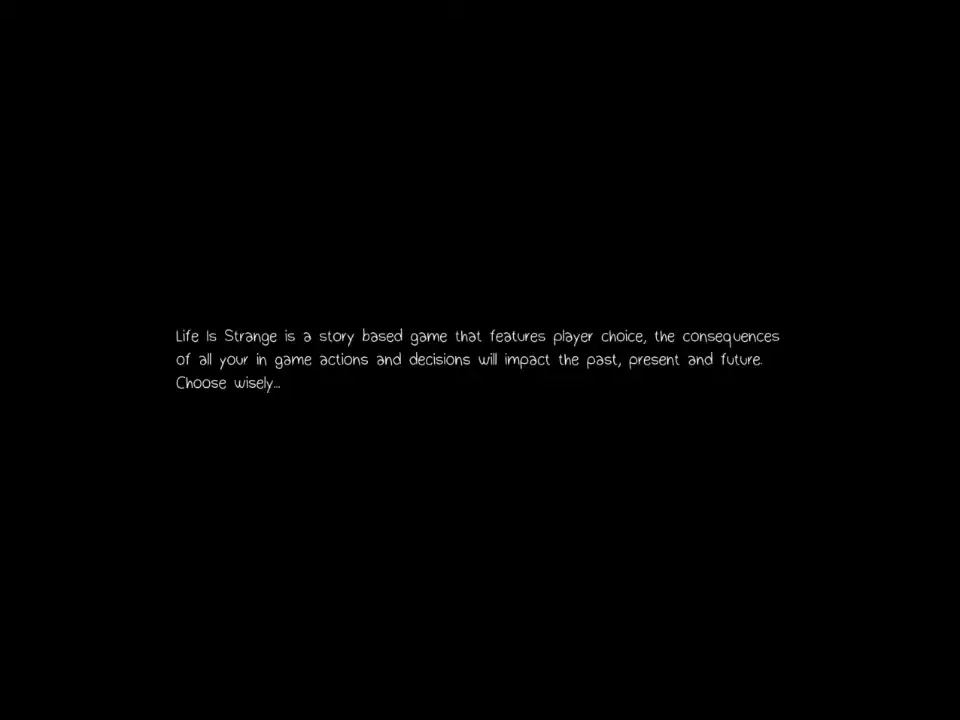 Life Is Strange is a story based game that features player choice, the consequences
of all your in game actions and decisions will impact the past, present and future.
Choose wisely...